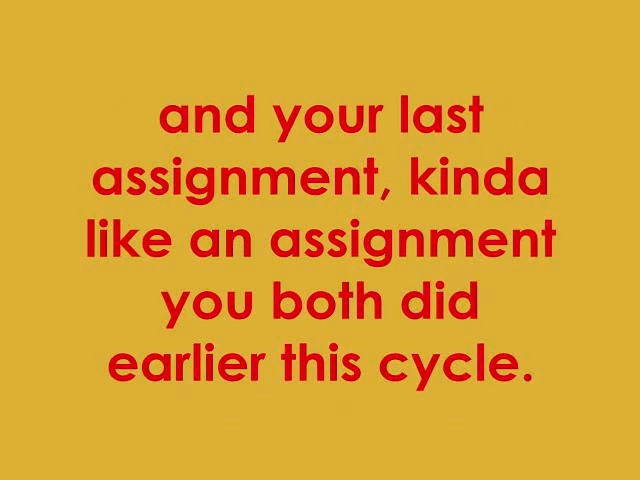 and your last
assignment, kinda
like an assignment
you both did
earlier this cycle.